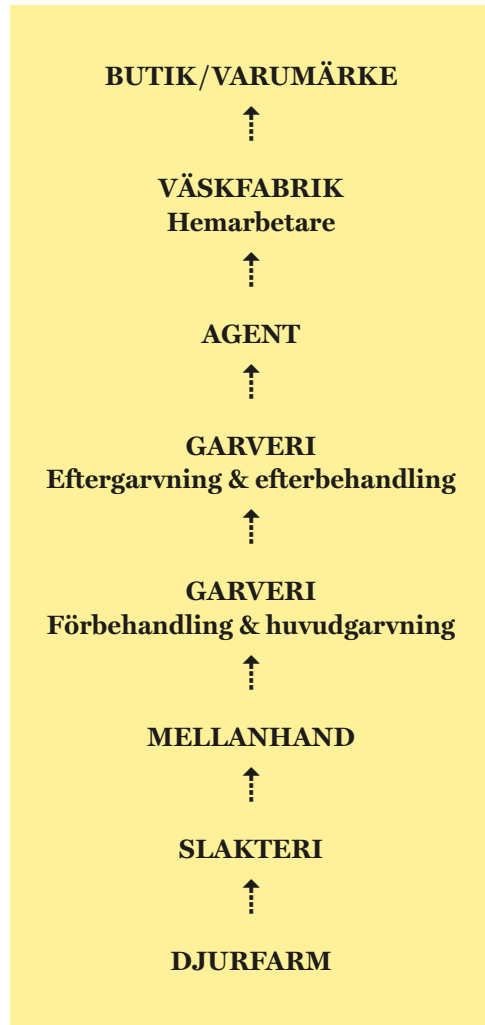 BUTIK/VARUMÄRKE
VÄSKFABRIK
Hemarbetare
AGENT
GARVERI
Eftergarvning & efterbehandling
GARVERI
Förbehandling & huvudgarvning
MELLANHAND
SLAKTERI
DJURFARM